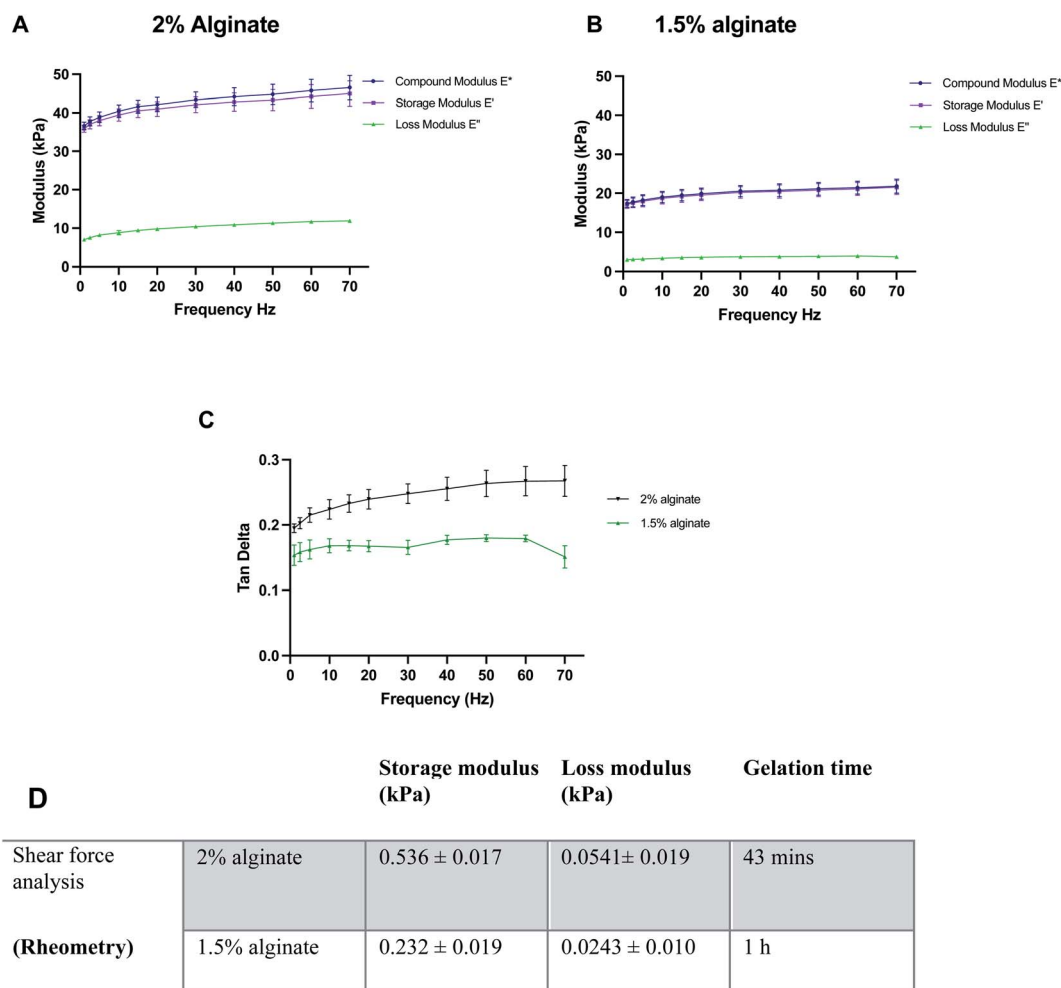 A
2% Alginate
50
40
30
20
10
0
Modulus (kPa)
0 10 20 30 40 50 60 70
Frequency Hz
Compound Modulus E*
Storage Modulus E'
Loss Modulus E"
B
1.5% alginate
50
40
30
20
10
0
Modulus (kPa)
0 10 20 30 40 50 60 70
Frequency Hz
Compound Modulus E*
Storage Modulus E'
Loss Modulus E"
C
0.3
0.2
0.1
0.0
Tan Delta
0 10 20 30 40 50 60 70
Frequency (Hz)
2% alginate
1.5% alginate
D
Storage modulus
(kPa)
Loss modulus
(kPa)
Gelation time
Shear force
analysis
2% alginate
0.536 ± 0.017
0.0541± 0.019
43 mins
(Rheometry)
1.5% alginate
0.232 ± 0.019
0.0243 ± 0.010
1 h